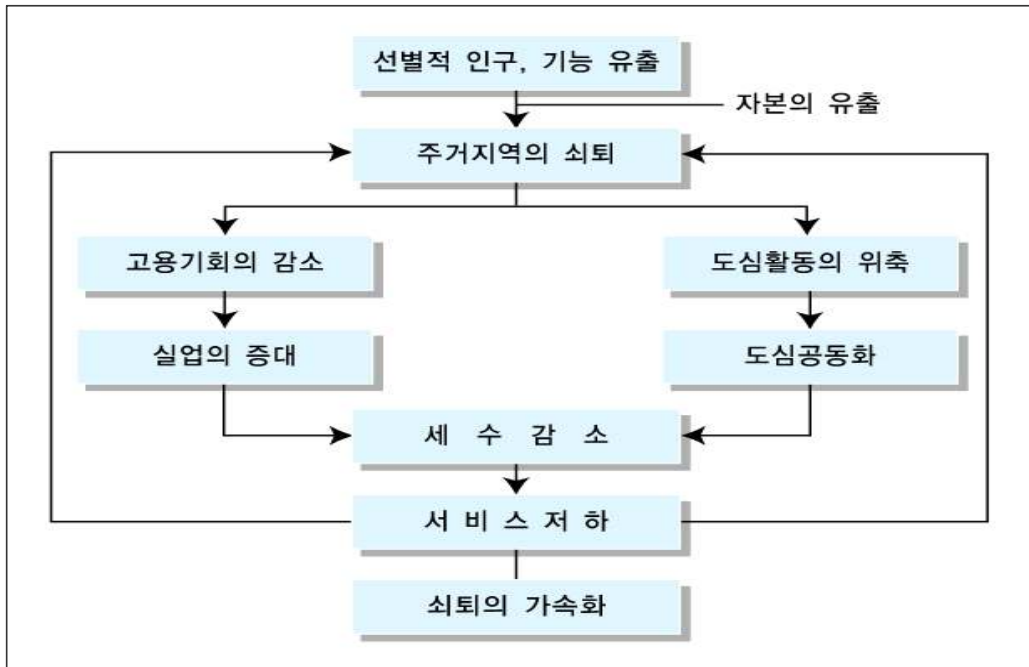 선별적 인구, 기능 유출
자본의 유출
주거지역의 쇠퇴
고용기회의 감소
도심활동의 위축
실업의 증대
도심공동화
세 수 감 소
서 비 스 저 하
쇠퇴의 가속화